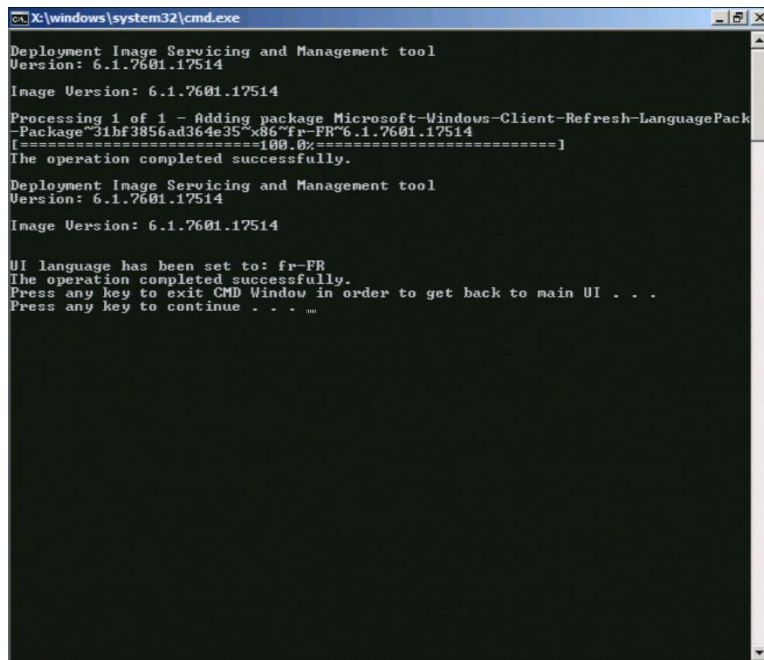 X:\windows\system32\cmd.exe
Deployment Image Servicing and Management tool
Version: 6.1.7601.17514
Image Version: 6.1.7601.17514
Processing 1 of 1 - Adding package Microsoft-Windows-Client-Refresh-LanguagePack
-Package~31bf3856ad364e35~x86~fr-FR~6.1.7601.17514
[==========================100.0%==========================]
The operation completed successfully.
Deployment Image Servicing and Management tool
Version: 6.1.7601.17514
Image Version: 6.1.7601.17514
UI language has been set to: fr-FR
The operation completed successfully.
Press any key to exit CMD Window in order to get back to main UI . . .
Press any key to continue . . .